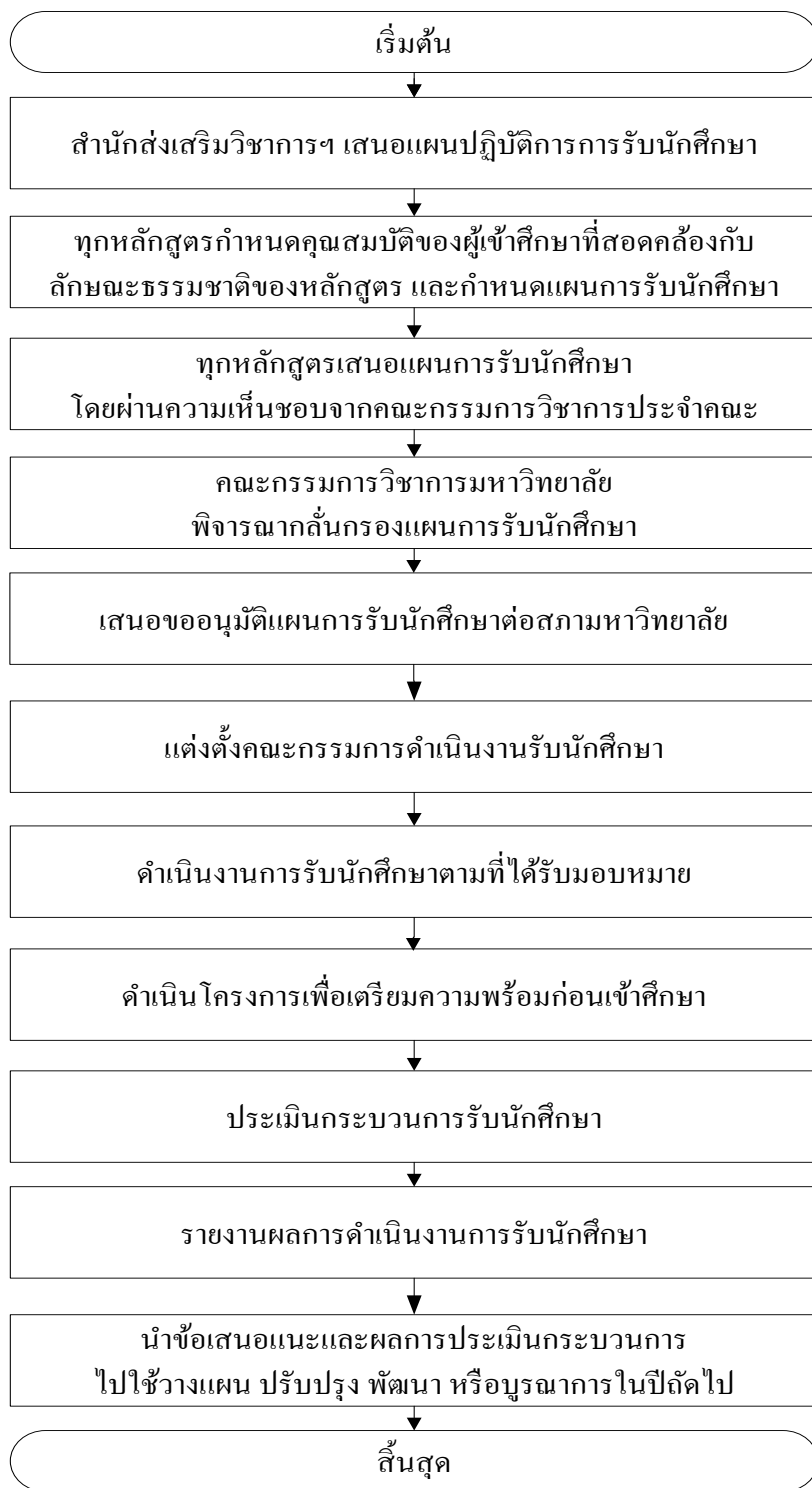 เริ่มต้น
สำนักส่งเสริมวิชาการฯ เสนอแผนปฏิบัติการการรับนักศึกษา
ทุกหลักสูตรกำหนดคุณสมบัติของผู้เข้าศึกษาที่สอดคล้องกับ
ลักษณะธรรมชาติของหลักสูตร และกำหนดแผนการรับนักศึกษา
ทุกหลักสูตรเสนอแผนการรับนักศึกษา
โดยผ่านความเห็นชอบจากคณะกรรมการวิชาการประจำคณะ
คณะกรรมการวิชาการมหาวิทยาลัย
พิจารณากลั่นกรองแผนการรับนักศึกษา
เสนอขออนุมัติแผนการรับนักศึกษาต่อสภามหาวิทยาลัย
แต่งตั้งคณะกรรมการดำเนินงานรับนักศึกษา
ดำเนินงานการรับนักศึกษาตามที่ได้รับมอบหมาย
ดำเนินโครงการเพื่อเตรียมความพร้อมก่อนเข้าศึกษา
ประเมินกระบวนการรับนักศึกษา
รายงานผลการดำเนินงานการรับนักศึกษา
นำข้อเสนอแนะและผลการประเมินกระบวนการ
ไปใช้วางแผน ปรับปรุง พัฒนา หรือบูรณาการในปีถัดไป
สิ้นสุด